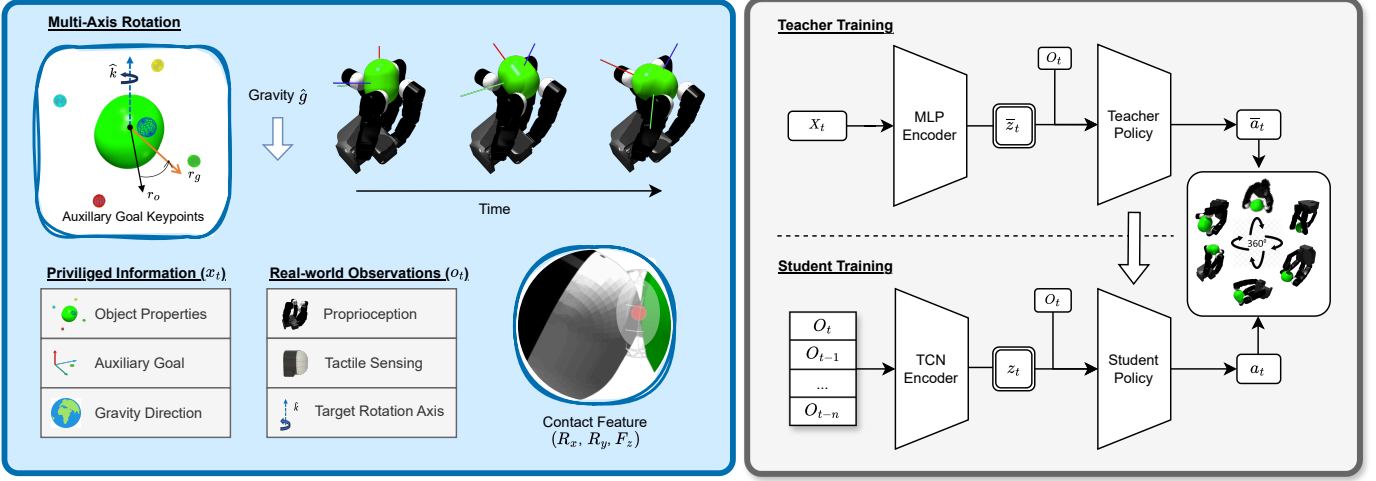 Multi-Axis Rotation
k̂
r_g
r_o
Auxillary Goal Keypoints
Gravity ĝ
Time
Priviliged Information (x_t)
Object Properties
Auxiliary Goal
Gravity Direction
Real-world Observations (o_t)
Proprioception
Tactile Sensing
k̂
Target Rotation Axis
Contact Feature
(R_x, R_y, F_z)
Teacher Training
X_t
MLP
Encoder
z̅_t
O_t
Teacher
Policy
a̅_t
360°
Student Training
O_t
O_{t-1}
...
O_{t-n}
TCN
Encoder
z_t
O_t
Student
Policy
a_t